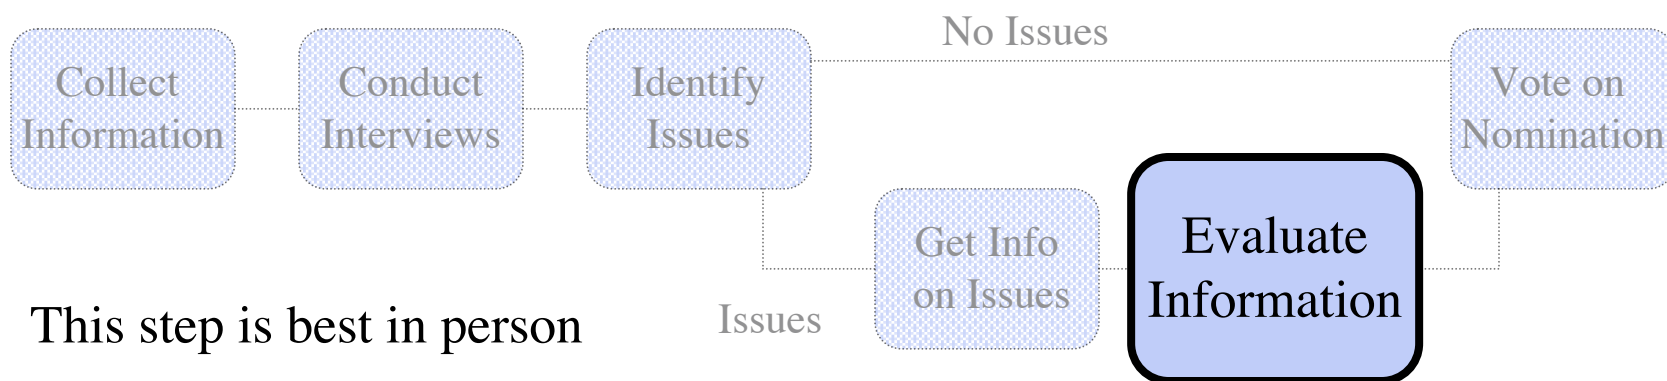 Collect
Information
Conduct
Interviews
Identify
Issues
No Issues
Vote on
Nomination
Issues
Get Info
on Issues
Evaluate
Information
This step is best in person